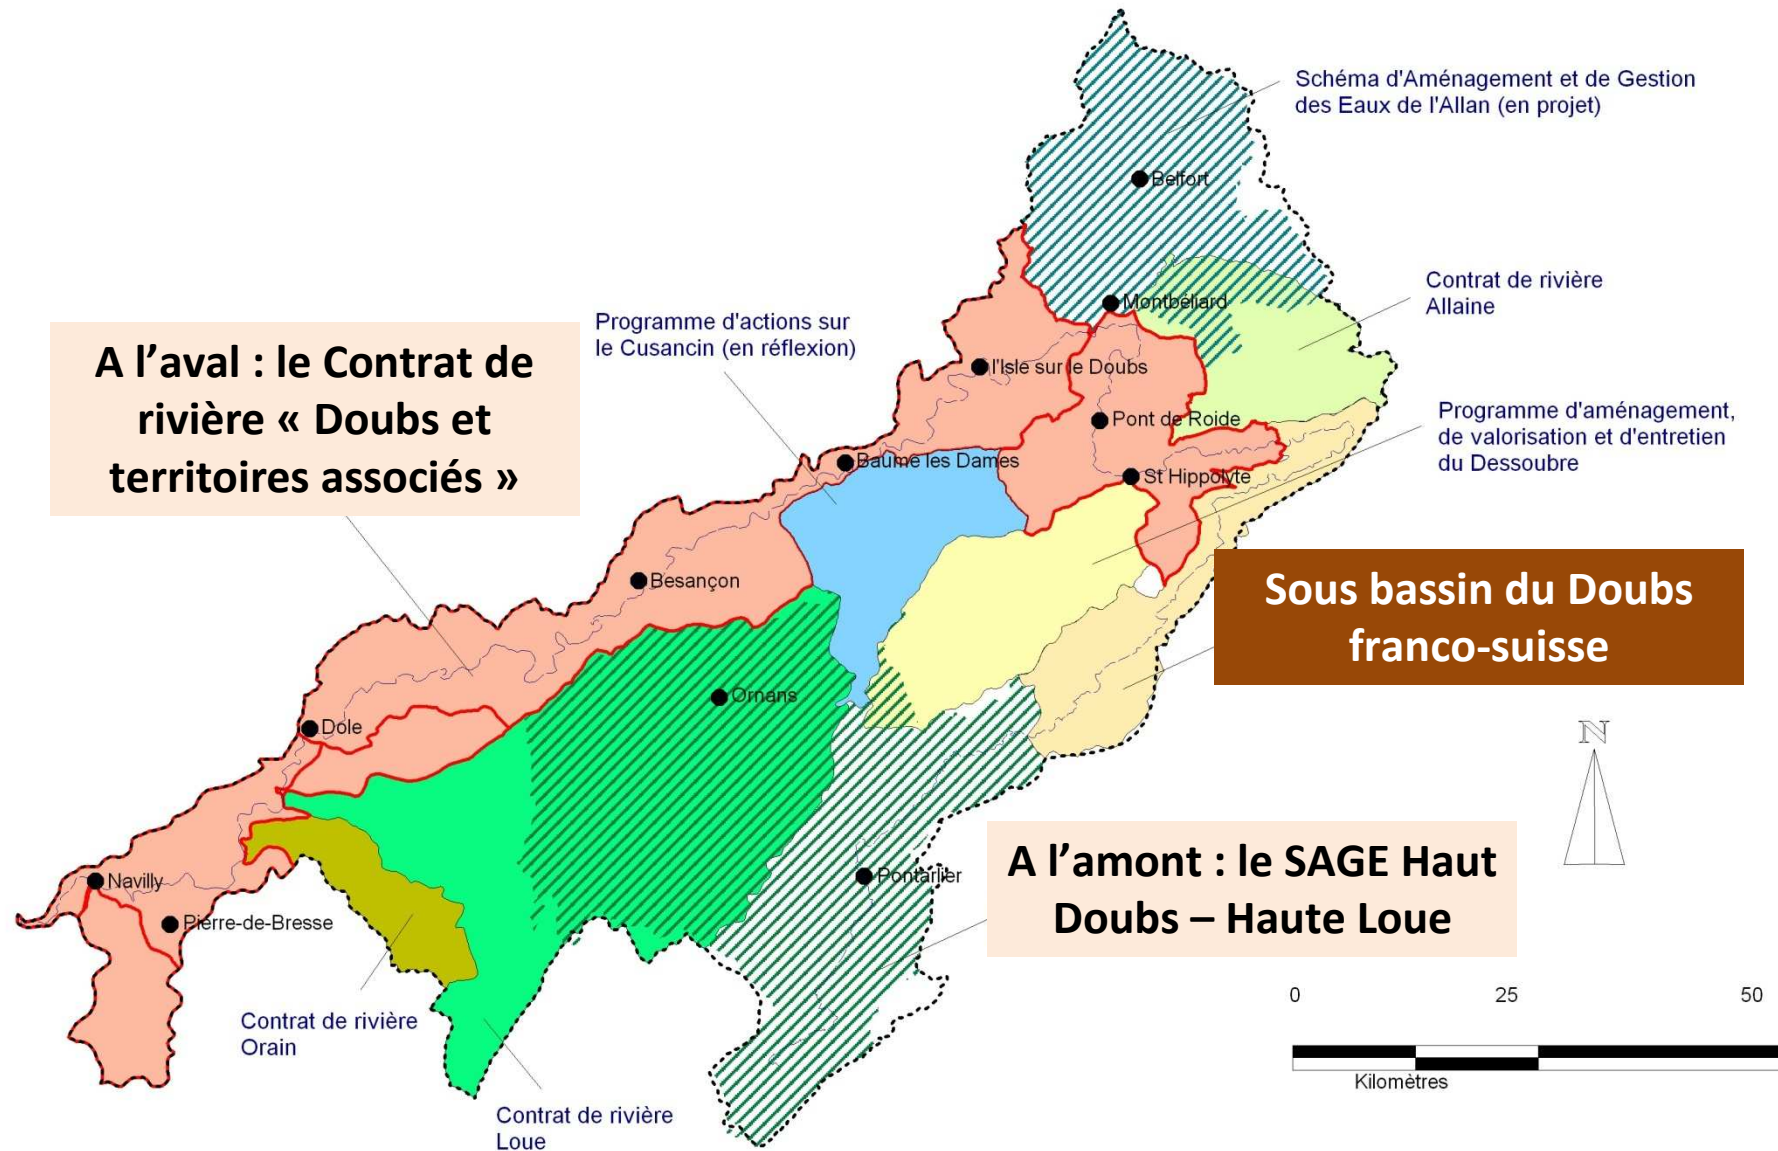 Schéma d'Aménagement et de Gestion
des Eaux de l'Allan (en projet)
Belfort
Contrat de rivière
Allaine
Montbéliard
Programme d'actions sur
le Cusancin (en réflexion)
A l’aval : le Contrat de
rivière « Doubs et
territoires associés »
l'Isle sur le Doubs
Pont de Roide
Programme d'aménagement,
de valorisation et d'entretien
du Dessoubre
Baume les Dames
St Hippolyte
Sous bassin du Doubs
franco-suisse
Besançon
Ornans
Dole
N
A l’amont : le SAGE Haut
Doubs – Haute Loue
Pontarlier
Navilly
Pierre-de-Bresse
0 25 50
Kilomètres
Contrat de rivière
Orain
Contrat de rivière
Loue